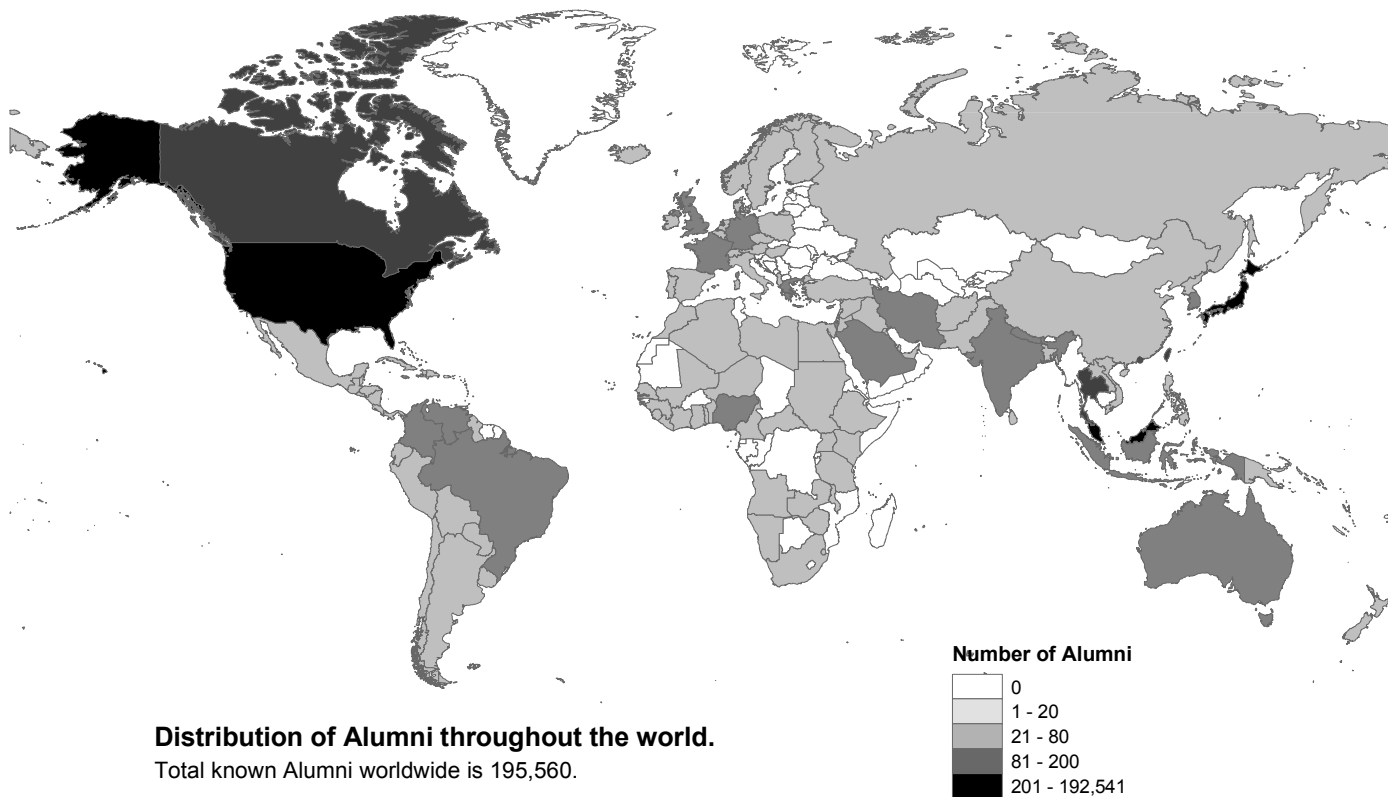 Number of Alumni
0
1 - 20
21 - 80
81 - 200
201 - 192,541
Distribution of Alumni throughout the world.
Total known Alumni worldwide is 195,560.